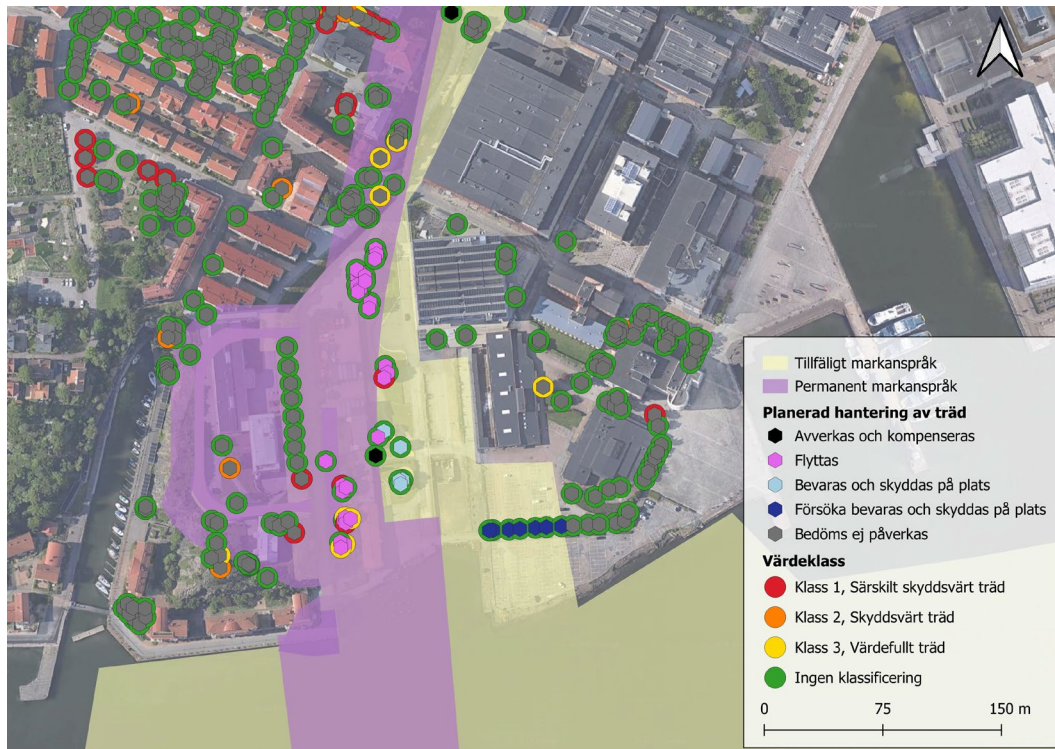 Tillfäligt markanspråk
Permanent markanspråk
Planerad hantering av träd
Avverkas och kompenseras
Flyttas
Bevaras och skyddas på plats
Försöka bevaras och skyddas på plats
Bedöms ej påverkas
Värdeklass
Klass 1, Särskilt skyddsvärt träd
Klass 2, Skyddsvärt träd
Klass 3, Värdefullt träd
Ingen klassificering
0 75 150 m